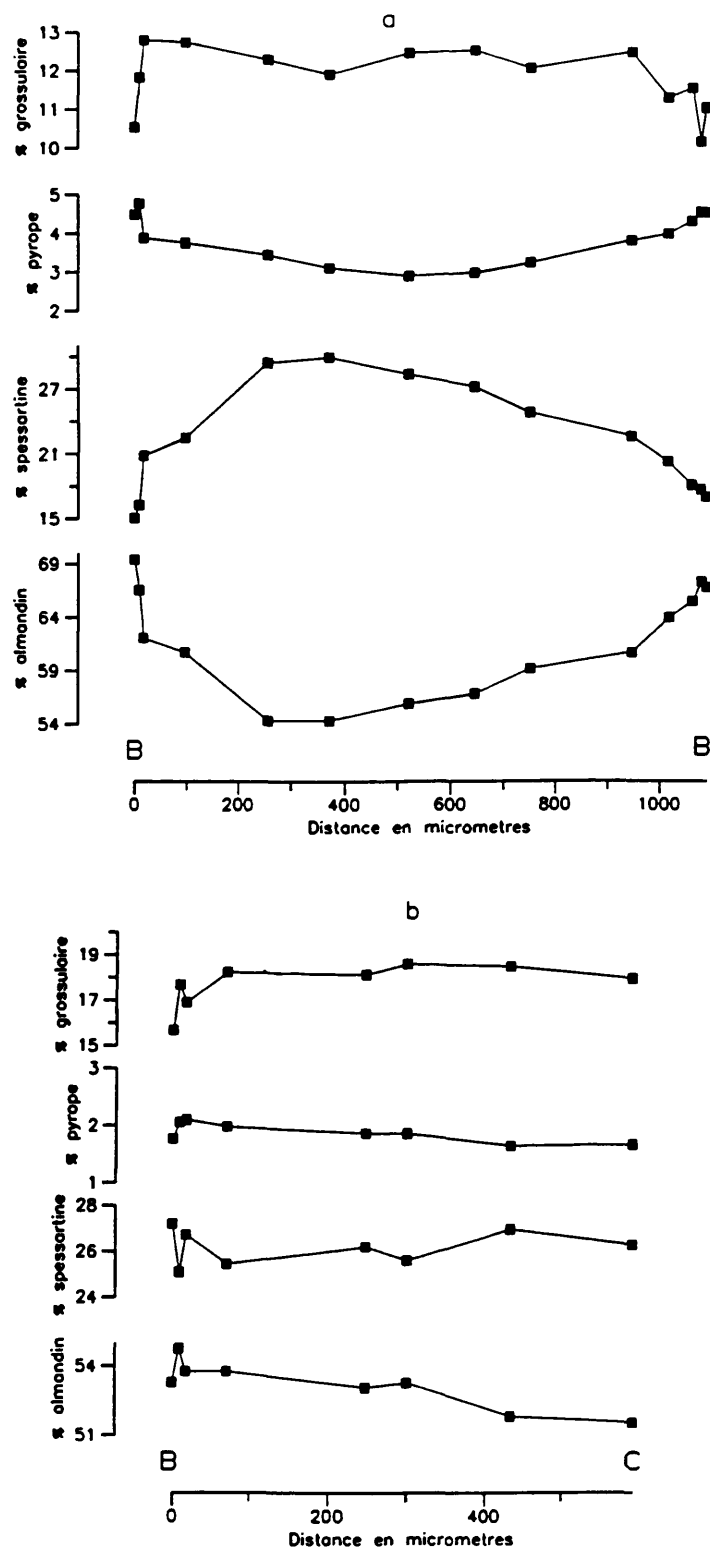 a
% grossulaire
13
12
11
10
% pyrope
5
4
3
2
% spessartine
27
21
15
% almandin
69
64
59
54
B B
0 200 400 600 800 1000
Distance en micrometres
b
% grossulaire
19
17
15
% pyrope
3
2
1
% spessartine
28
26
24
% almandin
54
51
B C
0 200 400
Distance en micrometres